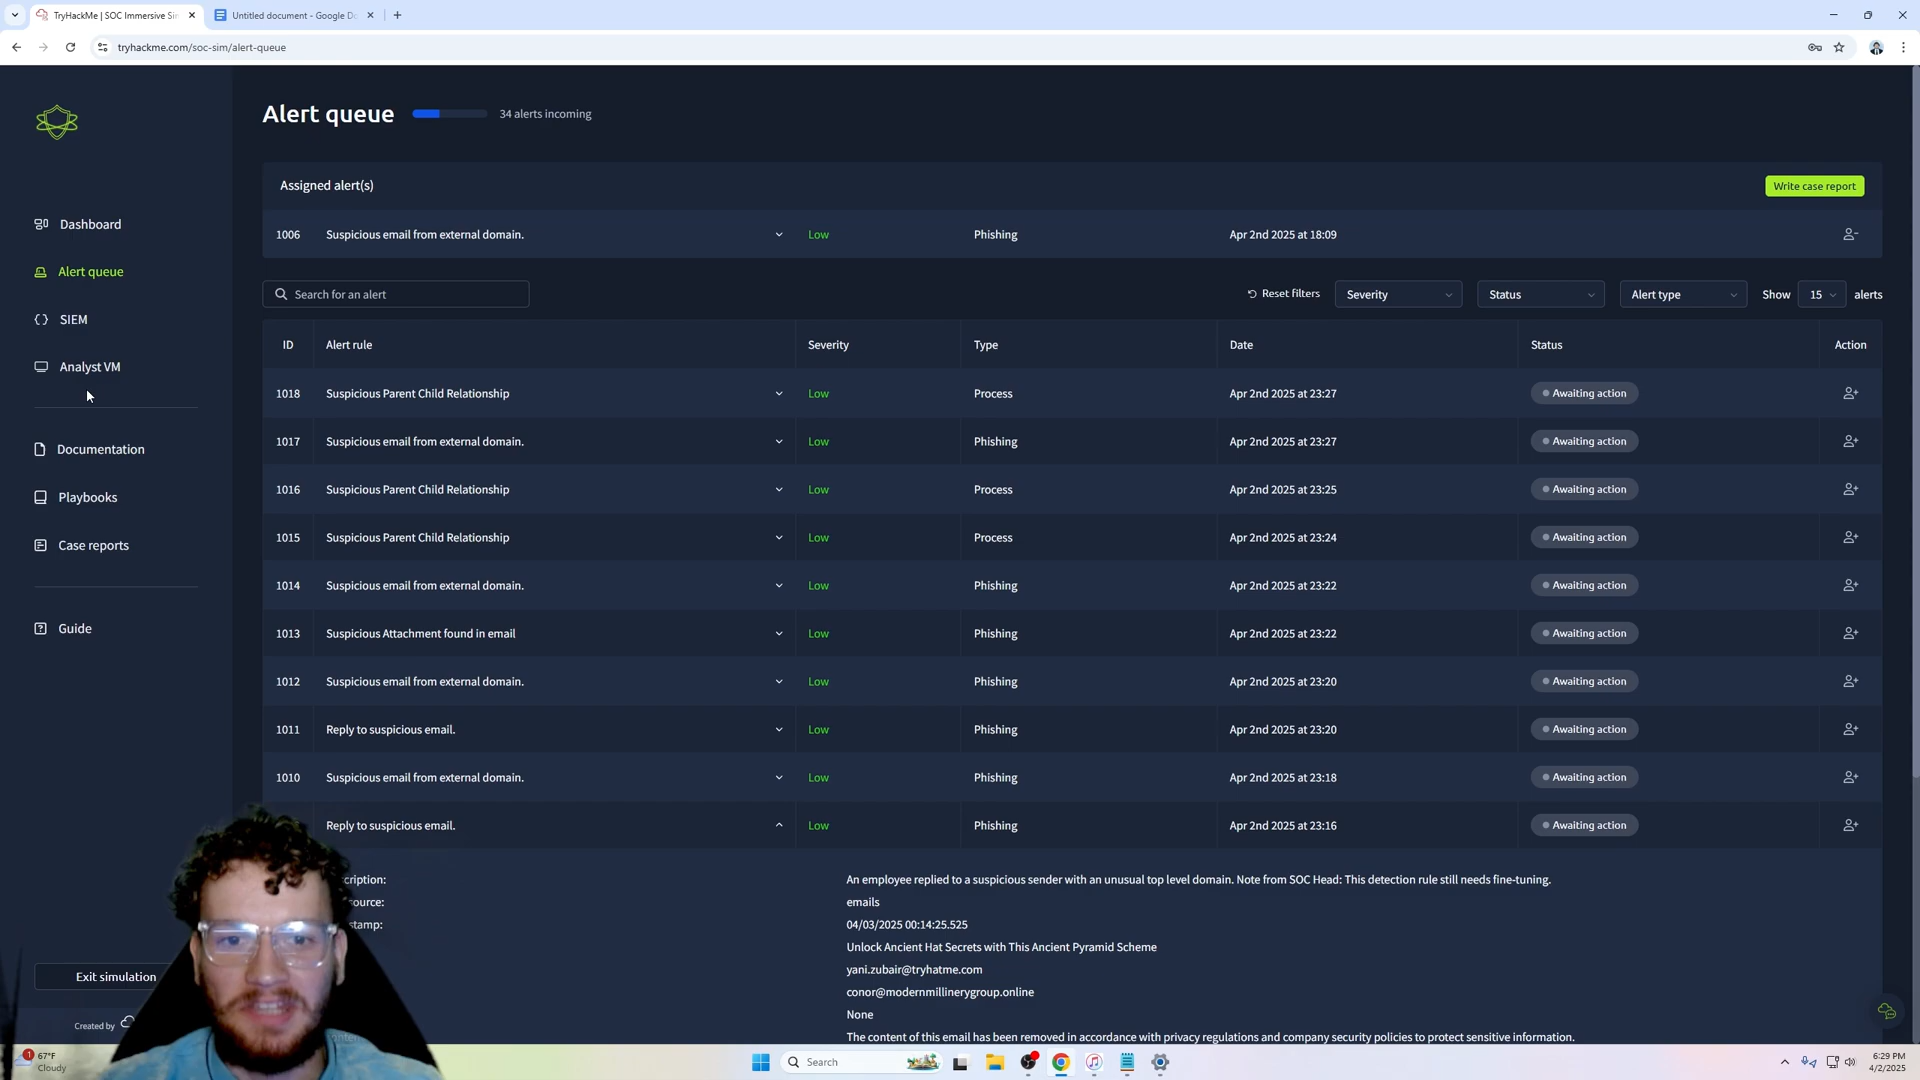 TryHackMe | SOC Immersive Sim
Untitled document - Google Do
tryhackme.com/soc-sim/alert-queue
Alert queue
34 alerts incoming
Dashboard
Alert queue
SIEM
Analyst VM
Documentation
Playbooks
Case reports
Guide
Exit simulation
Created by
Assigned alert(s)
Write case report
1006 Suspicious email from external domain. Low Phishing Apr 2nd 2025 at 18:09
Search for an alert
Reset filters Severity Status Alert type Show 15 alerts
ID Alert rule Severity Type Date Status Action
1018 Suspicious Parent Child Relationship Low Process Apr 2nd 2025 at 23:27 Awaiting action
1017 Suspicious email from external domain. Low Phishing Apr 2nd 2025 at 23:27 Awaiting action
1016 Suspicious Parent Child Relationship Low Process Apr 2nd 2025 at 23:25 Awaiting action
1015 Suspicious Parent Child Relationship Low Process Apr 2nd 2025 at 23:24 Awaiting action
1014 Suspicious email from external domain. Low Phishing Apr 2nd 2025 at 23:22 Awaiting action
1013 Suspicious Attachment found in email Low Phishing Apr 2nd 2025 at 23:22 Awaiting action
1012 Suspicious email from external domain. Low Phishing Apr 2nd 2025 at 23:20 Awaiting action
1011 Reply to suspicious email. Low Phishing Apr 2nd 2025 at 23:20 Awaiting action
1010 Suspicious email from external domain. Low Phishing Apr 2nd 2025 at 23:18 Awaiting action
Reply to suspicious email. Low Phishing Apr 2nd 2025 at 23:16 Awaiting action
cription: An employee replied to a suspicious sender with an unusual top level domain. Note from SOC Head: This detection rule still needs fine-tuning.
ource: emails
stamp: 04/03/2025 00:14:25.525
Unlock Ancient Hat Secrets with This Ancient Pyramid Scheme
yani.zubair@tryhatme.com
conor@modernmillinerygroup.online
None
The content of this email has been removed in accordance with privacy regulations and company security policies to protect sensitive information.
1
67°F
Cloudy
Search
6:29 PM
4/2/2025